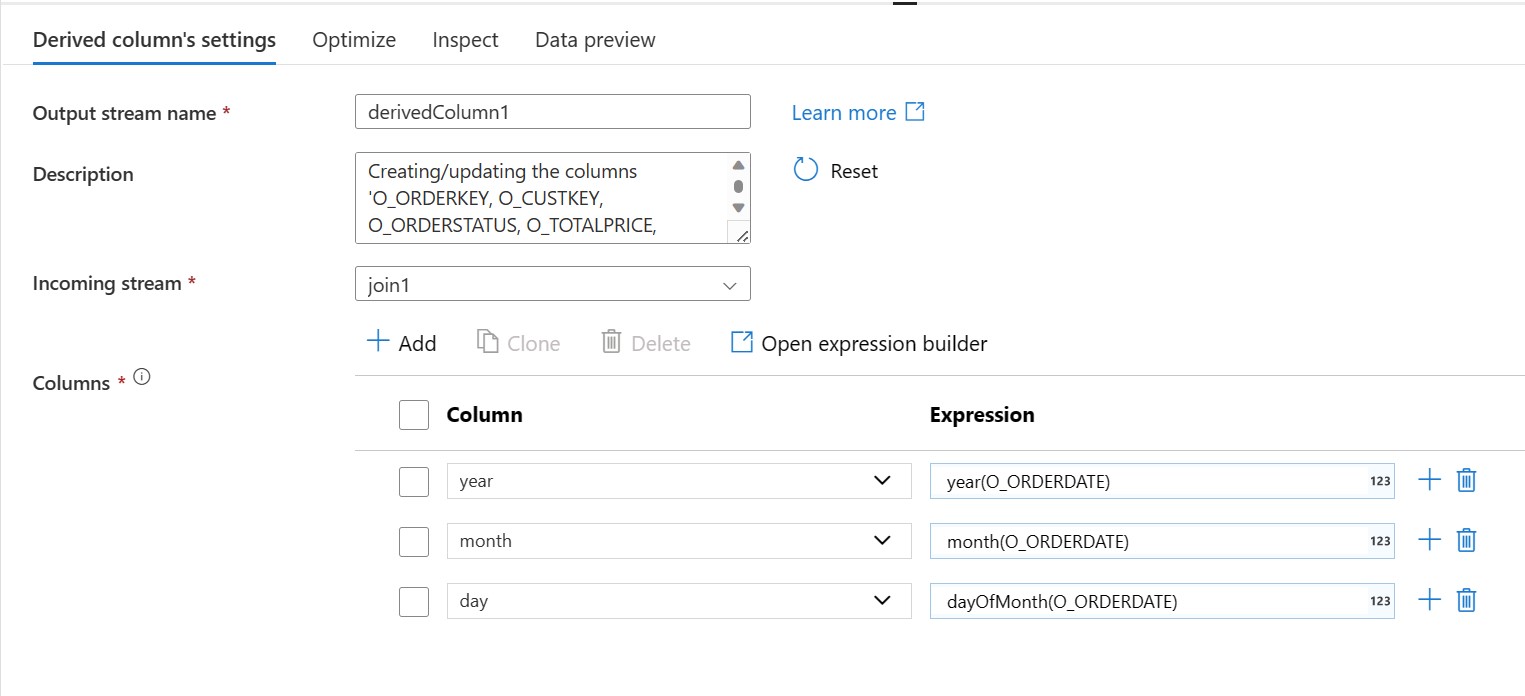 Derived column's settings Optimize Inspect Data preview
Output stream name * derivedColumn1 Learn more
Description Creating/updating the columns
'O_ORDERKEY, O_CUSTKEY,
O_ORDERSTATUS, O_TOTALPRICE,
Reset
Incoming stream * join1
Add Clone Delete Open expression builder
Columns *
Column Expression
year year(O_ORDERDATE) 123
month month(O_ORDERDATE) 123
day dayOfMonth(O_ORDERDATE) 123